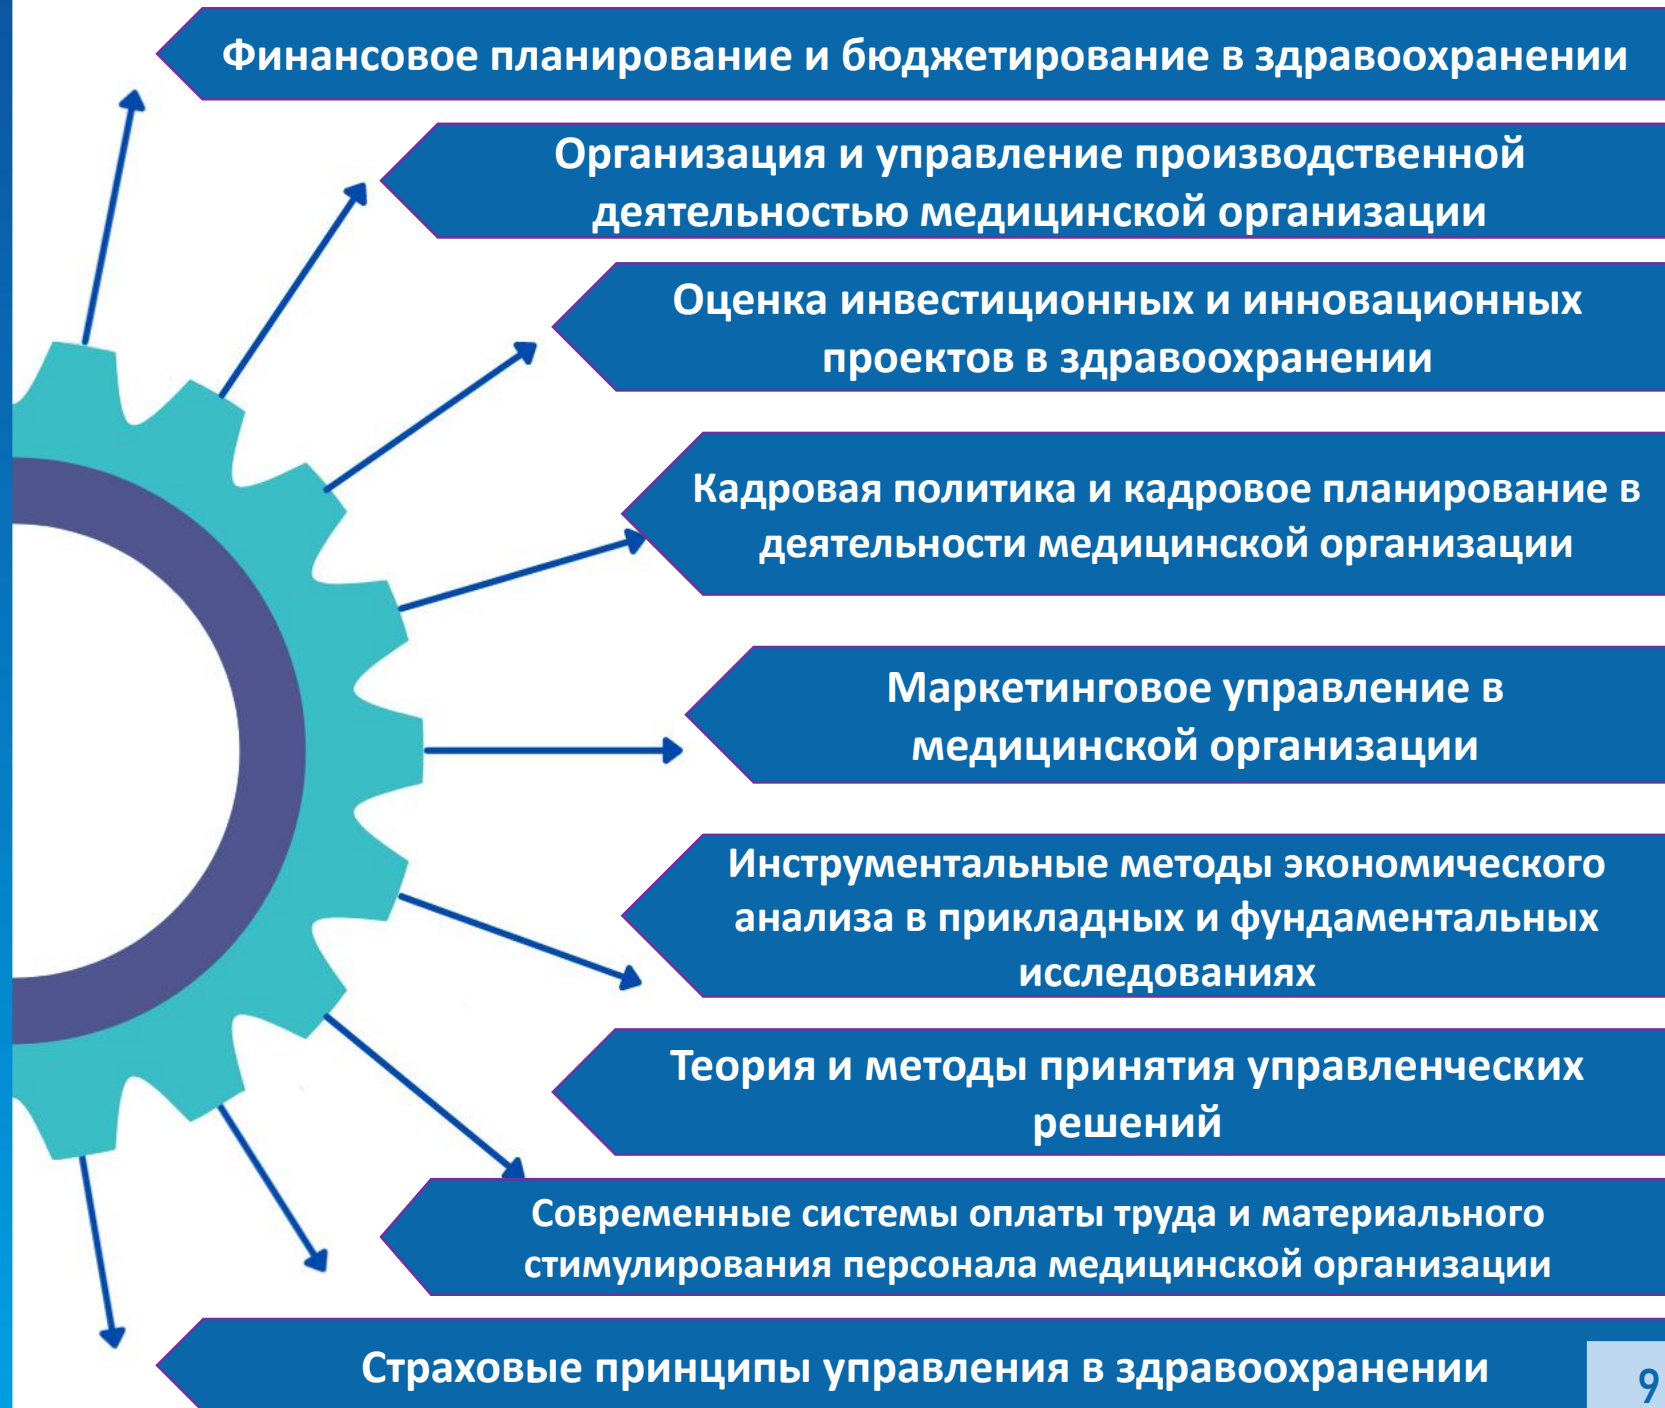 Финансовое планирование и бюджетирование в здравоохранении
Организация и управление производственной
деятельностью медицинской организации
Оценка инвестиционных и инновационных
проектов в здравоохранении
Кадровая политика и кадровое планирование в
деятельности медицинской организации
Маркетинговое управление в
медицинской организации
Инструментальные методы экономического
анализа в прикладных и фундаментальных
исследованиях
Теория и методы принятия управленческих
решений
Современные системы оплаты труда и материального
стимулирования персонала медицинской организации
Страховые принципы управления в здравоохранении
9